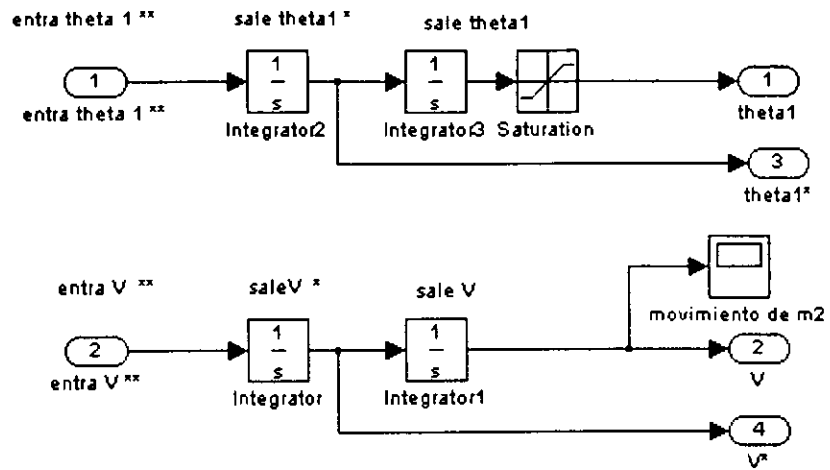 entra theta 1 **
sale theta1 *
sale theta1
1
1
s
1
s
1
entra theta 1 **
Integrator2
Integrator3
Saturation
theta1
3
theta1*
entra V **
saleV *
sale V
movimiento de m2
2
1
s
1
s
2
entra V **
Integrator
Integrator1
V
4
V*